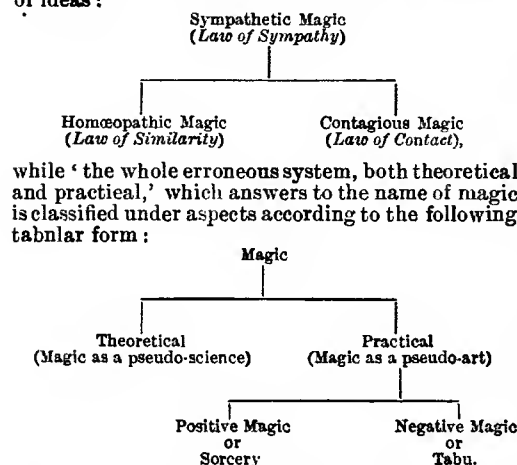 of ideas :
Sympathetic Magic
(Law of Sympathy)
Homœopathic Magic Contagious Magic
(Law of Similarity) (Law of Contact),
while ‘ the whole erroneous system, both theoretical
and practieal,’ which answers to the name of magic
is classified under aspects according to the following
tabnlar form :
Magic
Theoretical Practical
(Magic as a pseudo-science) (Magic as a pseudo-art)
Positive Magic Negative Magic
or or
Sorcery Tabu.